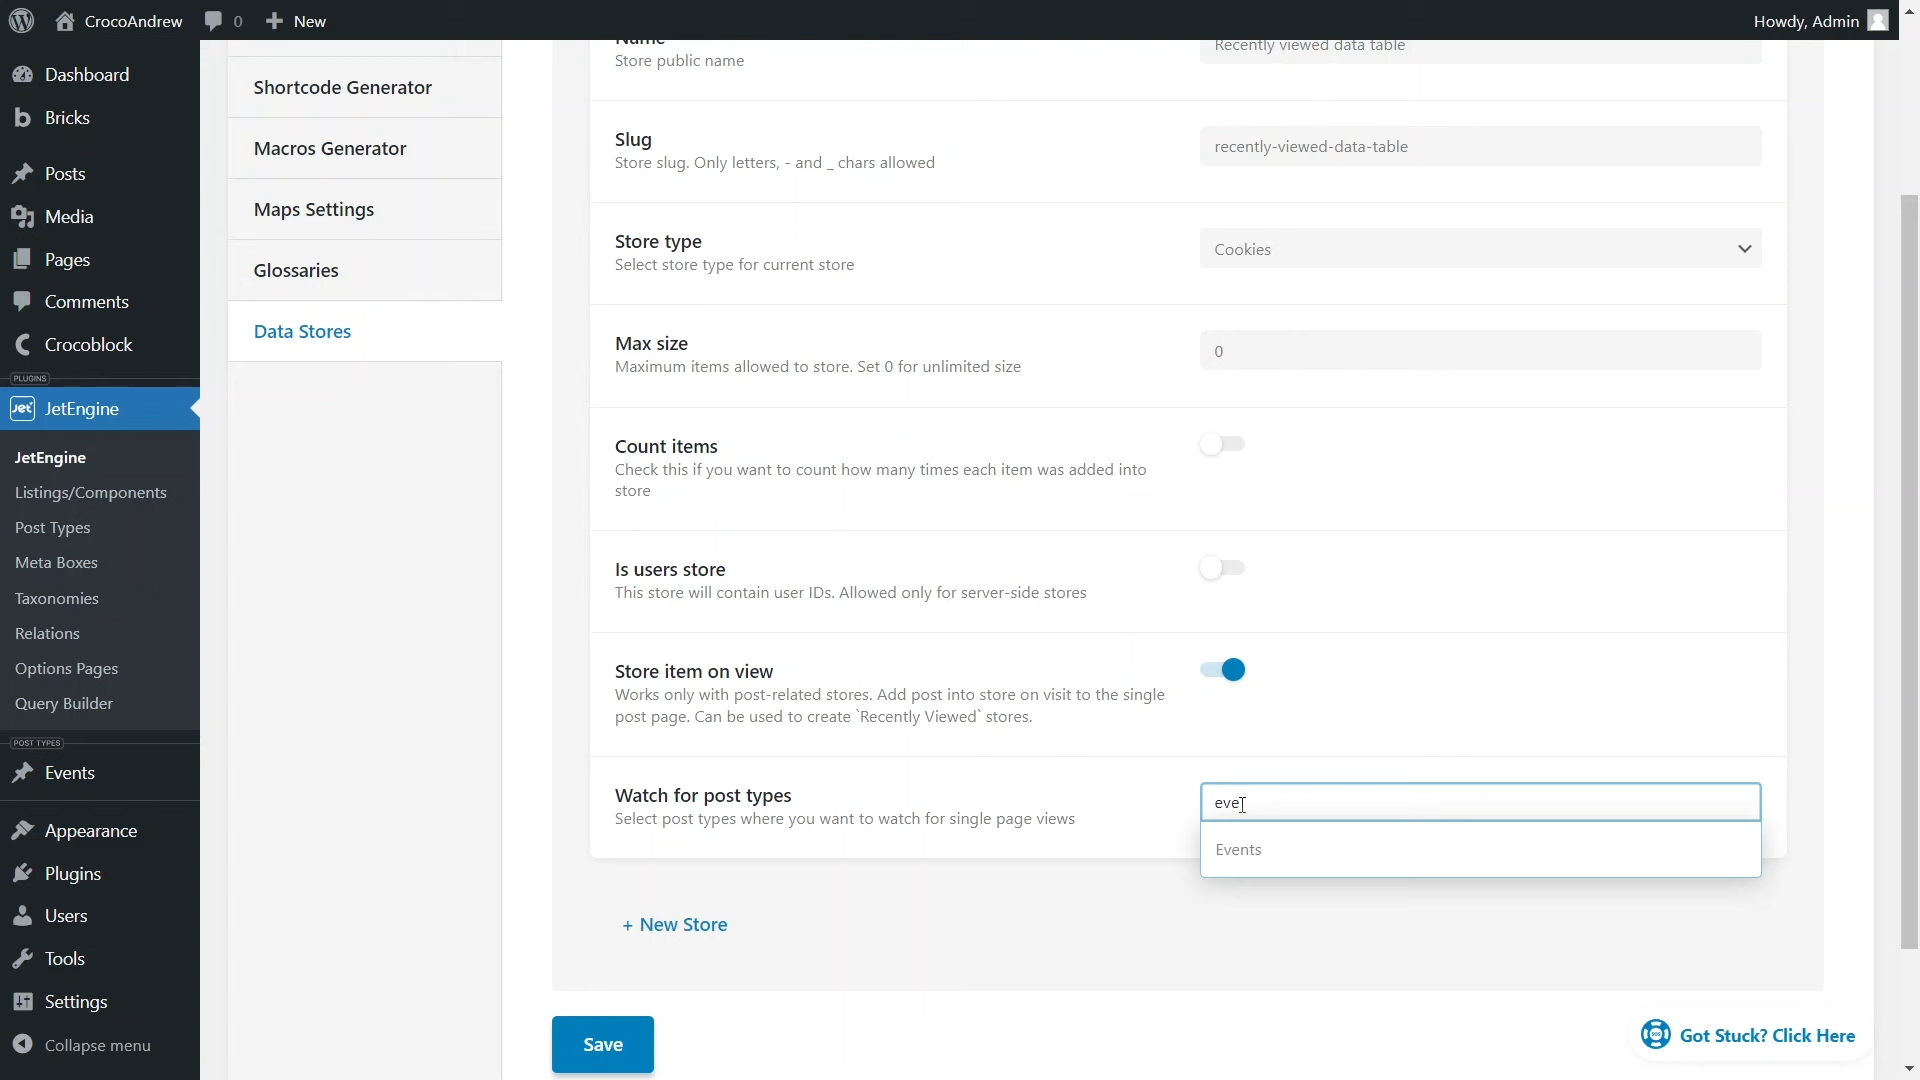 CrocoAndrew
0
New
Howdy, Admin
Dashboard
Bricks
Posts
Media
Pages
Comments
Crocoblock
PLUGINS
Jet
JetEngine
JetEngine
Listings/Components
Post Types
Meta Boxes
Taxonomies
Relations
Options Pages
Query Builder
POST TYPES
Events
Appearance
Plugins
Users
Tools
Settings
Collapse menu
Shortcode Generator
Macros Generator
Maps Settings
Glossaries
Data Stores
Name
Store public name
Recently viewed data table
Slug
Store slug. Only letters, - and _ chars allowed
recently-viewed-data-table
Store type
Select store type for current store
Cookies
Max size
Maximum items allowed to store. Set 0 for unlimited size
0
Count items
Check this if you want to count how many times each item was added into
store
Is users store
This store will contain user IDs. Allowed only for server-side stores
Store item on view
Works only with post-related stores. Add post into store on visit to the single
post page. Can be used to create `Recently Viewed` stores.
Watch for post types
Select post types where you want to watch for single page views
eve
Events
+ New Store
Save
Got Stuck? Click Here